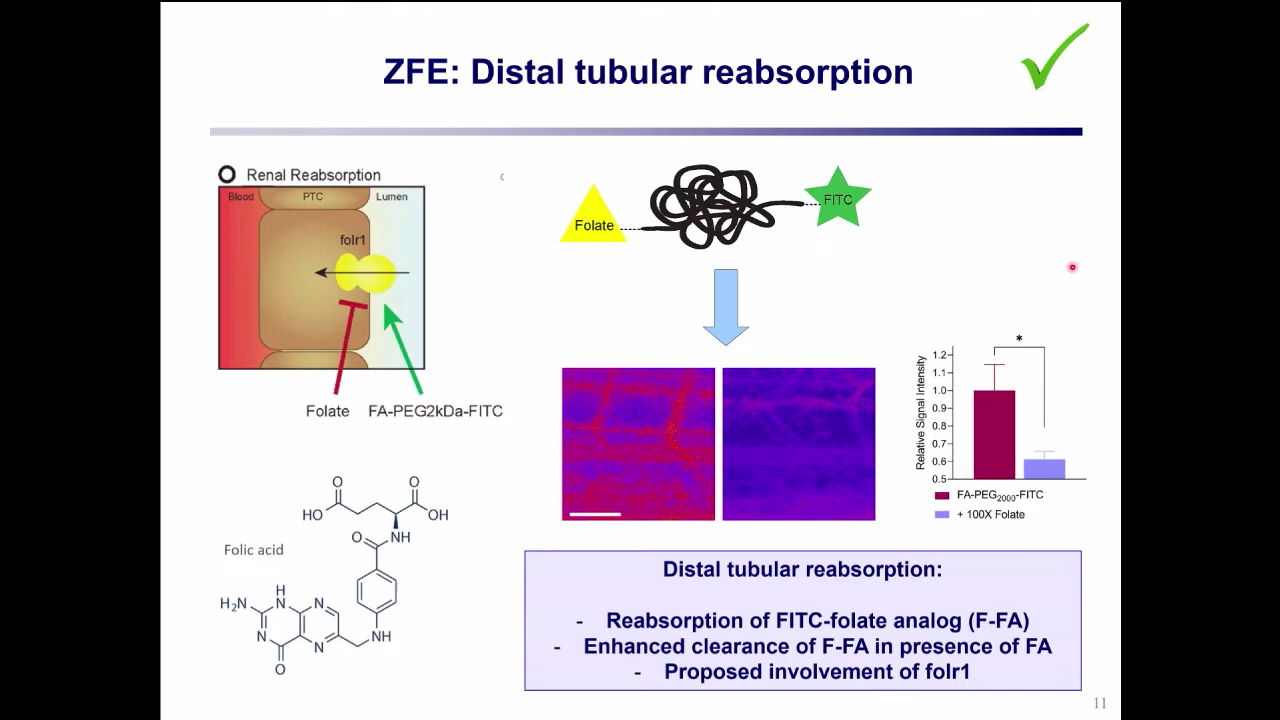 ZFE: Distal tubular reabsorption
Renal Reabsorption
Blood
PTC
Lumen
folr1
Folate
FA-PEG2kDa-FITC
Folate
FITC
Relative Signal Intensity
1.2
1.1
1.0
0.9
0.8
0.7
0.6
0.5
*
FA-PEG2000-FITC
+ 100X Folate
Folic acid
O
O
HO
OH
O
NH
H
H2N
N
N
N
N
NH
O
Distal tubular reabsorption:
- Reabsorption of FITC-folate analog (F-FA)
- Enhanced clearance of F-FA in presence of FA
- Proposed involvement of folr1
11